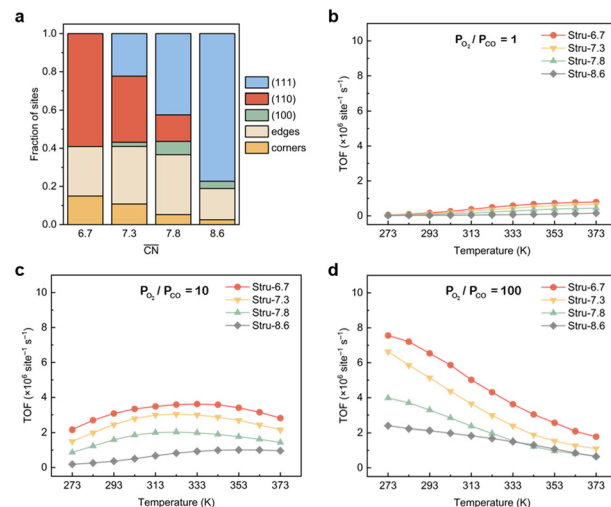 a
Fraction of sites
1.0
0.8
0.6
0.4
0.2
0.0
6.7 7.3 7.8 8.6
CN
(111)
(110)
(100)
edges
corners
b
P O2 / P CO = 1
Stru-6.7
Stru-7.3
Stru-7.8
Stru-8.6
TOF (×10⁶ site⁻¹ s⁻¹)
10
8
6
4
2
0
273 293 313 333 353 373
Temperature (K)
c
P O2 / P CO = 10
Stru-6.7
Stru-7.3
Stru-7.8
Stru-8.6
TOF (×10⁶ site⁻¹ s⁻¹)
10
8
6
4
2
0
273 293 313 333 353 373
Temperature (K)
d
P O2 / P CO = 100
Stru-6.7
Stru-7.3
Stru-7.8
Stru-8.6
TOF (×10⁶ site⁻¹ s⁻¹)
10
8
6
4
2
0
273 293 313 333 353 373
Temperature (K)